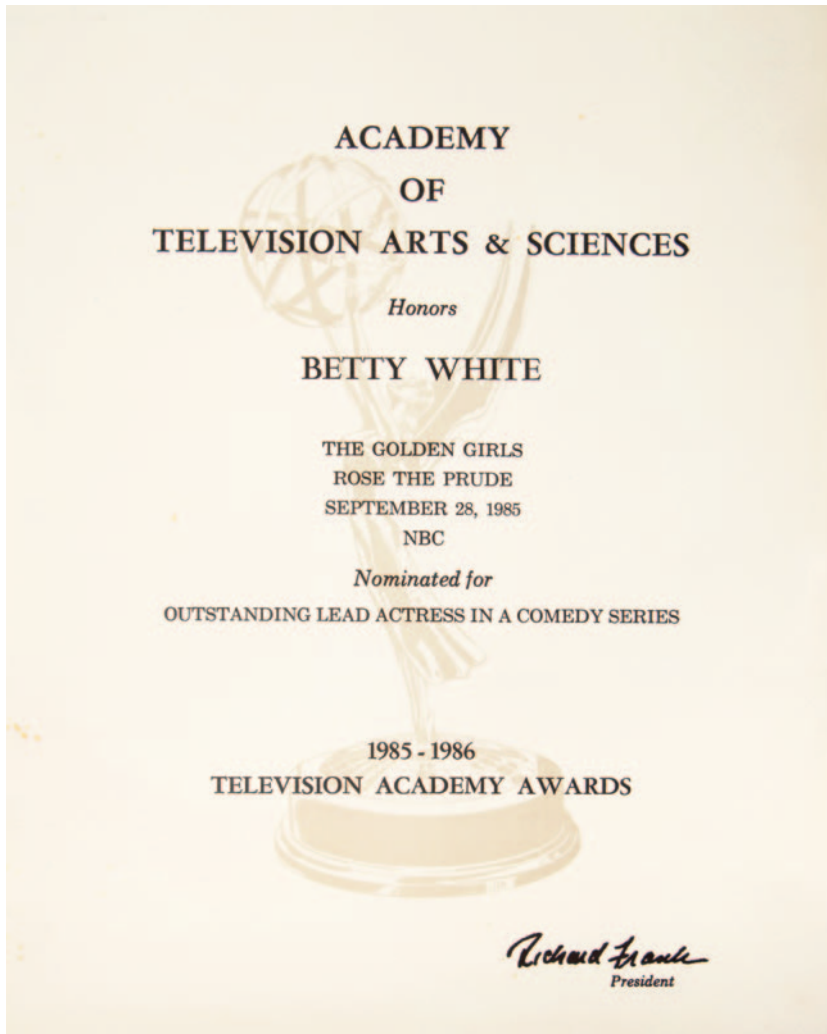 ACADEMY
OF
TELEVISION ARTS & SCIENCES
Honors
BETTY WHITE
THE GOLDEN GIRLS
ROSE THE PRUDE
SEPTEMBER 28, 1985
NBC
Nominated for
OUTSTANDING LEAD ACTRESS IN A COMEDY SERIES
1985 - 1986
TELEVISION ACADEMY AWARDS
Richard Frank
President